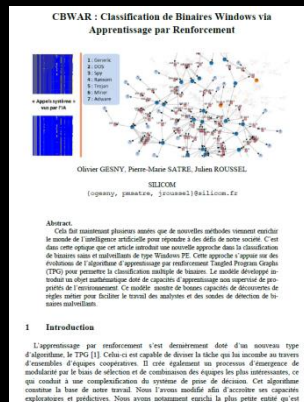 CBWAR : Classification de Binaires Windows via
Apprentissage par Renforcement
« Appels système »
vus par l'IA
1 : Generic
2 : DOS
3 : Spy
4 : Ransom
5 : Trojan
6 : Miner
7 : Adware
Olivier GESNY, Pierre-Marie SATRE, Julien ROUSSEL
SILICOM
{ogesny, pmsatre, jroussel}@silicom.fr
Abstract.
Cela fait maintenant plusieurs années que de nouvelles méthodes viennent enrichir
le monde de l'intelligence artificielle pour répondre à des défis de notre société. C'est
dans cette optique que cet article introduit une nouvelle approche dans la classification
de binaires sains et malveillants de type Windows PE. Cette approche s'appuie sur des
évolutions de l'algorithme d'apprentissage par renforcement Tangled Program Graphs
(TPG) pour permettre la classification multiple de binaires. Le modèle développé in-
troduit un objet mathématique doté de capacités d'apprentissage non supervisé de pro-
priétés de l'environnement. Ce modèle montre de bonnes capacités de découvertes de
règles métier pour faciliter le travail des analystes et des sondes de détection de bi-
naires malveillants.
1 Introduction
L'apprentissage par renforcement s'est dernièrement doté d'un nouveau type
d'algorithme, le TPG [1]. Celui-ci est capable de diviser la tâche qui lui incombe au travers
d'ensembles d'équipes coopératives. Il crée également un processus d'émergence de
modularité par le biais de sélection et de combinaison des équipes les plus intéressantes, ce
qui conduit à une complexification du système de prise de décision. Cet algorithme
constitue la base de notre travail. Nous l'avons modifié afin d'accroître ses capacités
exploratoires et prédictives. Nous avons notamment enrichi la plus petite entité qu'est